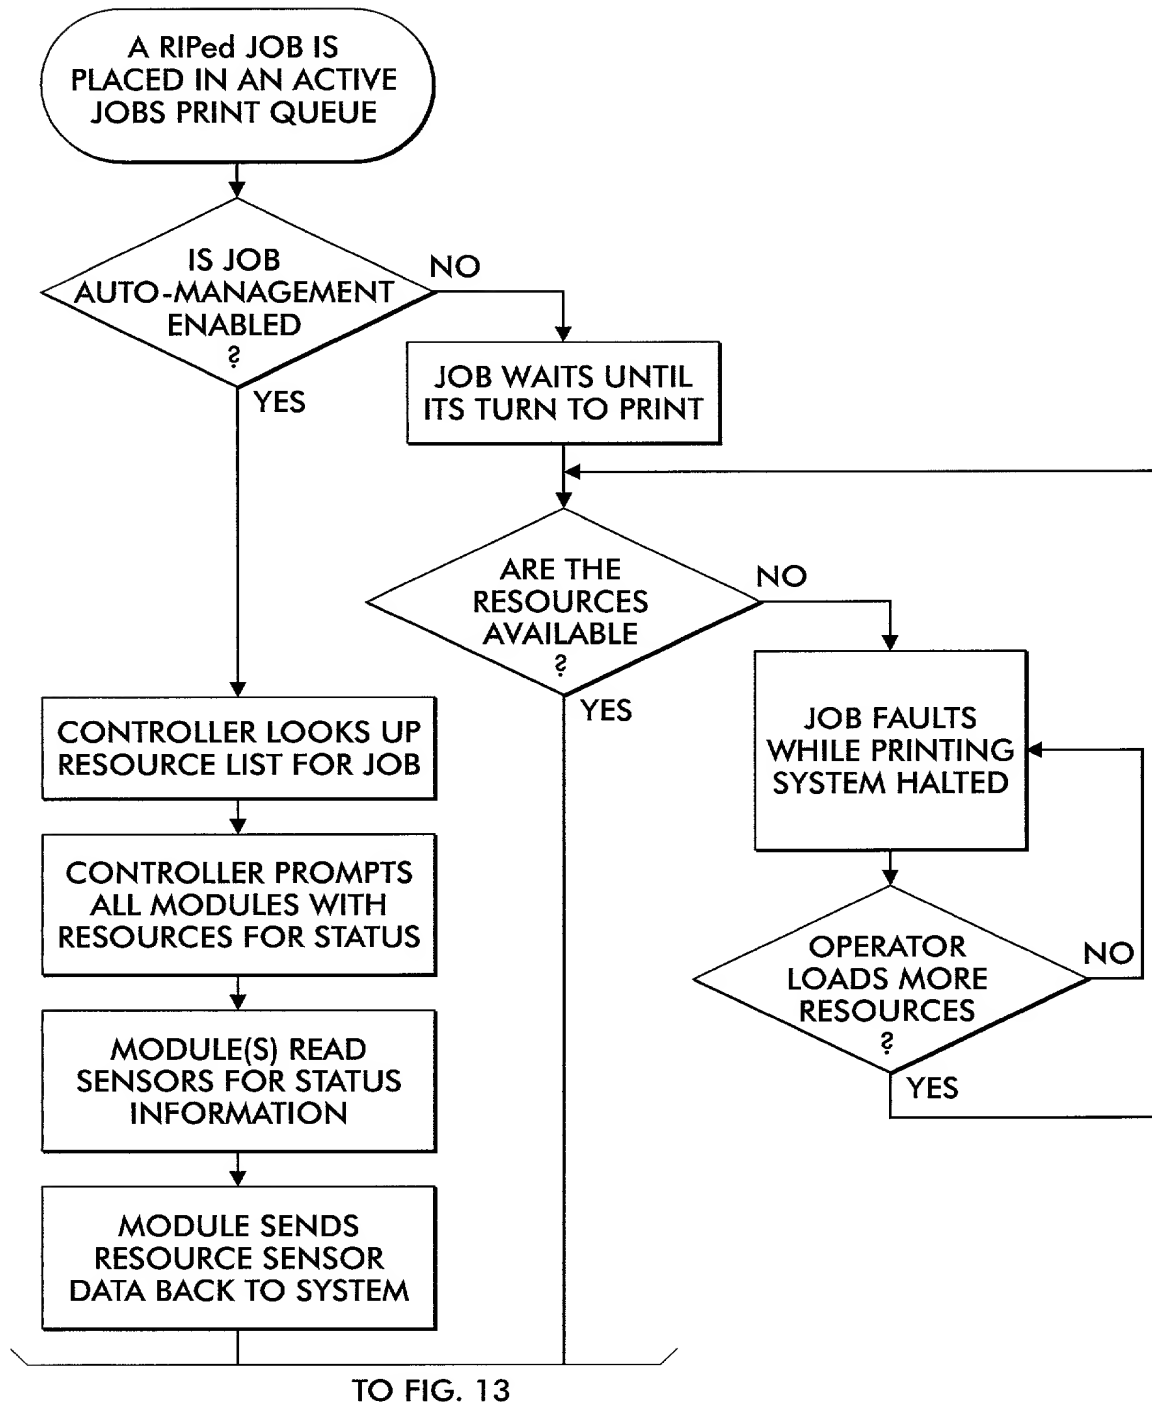 A RIPed JOB IS
PLACED IN AN ACTIVE
JOBS PRINT QUEUE
IS JOB
AUTO-MANAGEMENT
ENABLED
?
NO
YES
JOB WAITS UNTIL
ITS TURN TO PRINT
ARE THE
RESOURCES
AVAILABLE
?
NO
YES
JOB FAULTS
WHILE PRINTING
SYSTEM HALTED
OPERATOR
LOADS MORE
RESOURCES
?
NO
YES
CONTROLLER LOOKS UP
RESOURCE LIST FOR JOB
CONTROLLER PROMPTS
ALL MODULES WITH
RESOURCES FOR STATUS
MODULE(S) READ
SENSORS FOR STATUS
INFORMATION
MODULE SENDS
RESOURCE SENSOR
DATA BACK TO SYSTEM
TO FIG. 13